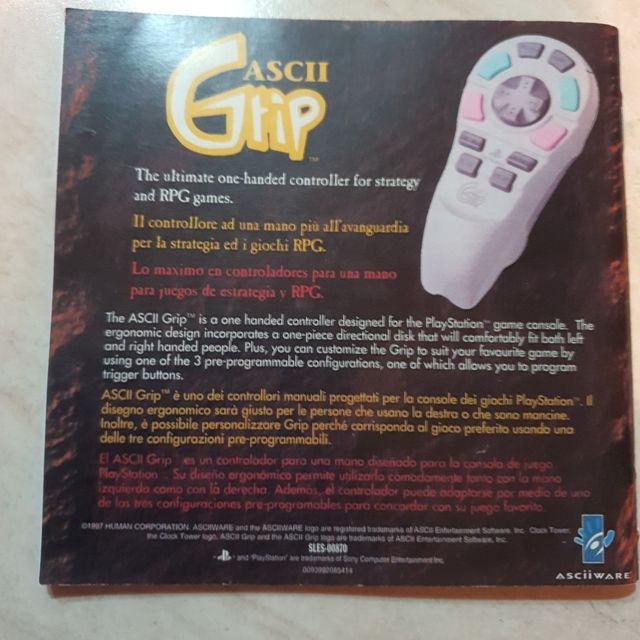 ASCII
Grip™
The ultimate one-handed controller for strategy
and RPG games.
Il controllore ad una mano più all'avanguardia
per la strategia ed i giochi RPG.
Lo maximo en controladores para una mano
para juegos de estrategia y RPG.
The ASCII Grip™ is a one handed controller designed for the PlayStation™ game console. The
ergonomic design incorporates a one-piece directional disk that will comfortably fit both left
and right handed people. Plus, you can customize the Grip to suit your favourite game by
using one of the 3 pre-programmable configurations, one of which allows you to program
trigger buttons.
ASCII Grip™ è uno dei controllori manuali progettati per la console dei giochi PlayStation™. Il
disegno ergonomico sarà giusto per le persone che usano la destra o che sono mancine.
Inoltre, è possibile personalizzare Grip perché corrisponda al gioco preferito usando una
delle tre configurazioni pre-programmabili.
El ASCII Grip™ es un controlador para una mano diseñado para la consola de juego
PlayStation™. Su diseño ergonómico permite utilizarlo cómodamente tanto con la mano
izquierda como con la derecha. Además, el controlador puede adaptarse por medio de uno
de las tres configuraciones pre-programables para concordar con su juego favorito.
©1997 HUMAN CORPORATION. ASCIIWARE and the ASCIIWARE logo are registered trademarks of ASCII Entertainment Software, Inc. Clock Tower,
the Clock Tower logo, ASCII Grip and the ASCII Grip logo are trademarks of ASCII Entertainment Software, Inc.
SLES-00870
and "PlayStation" are trademarks of Sony Computer Entertainment Inc.
0093992085414
ASCIIWARE